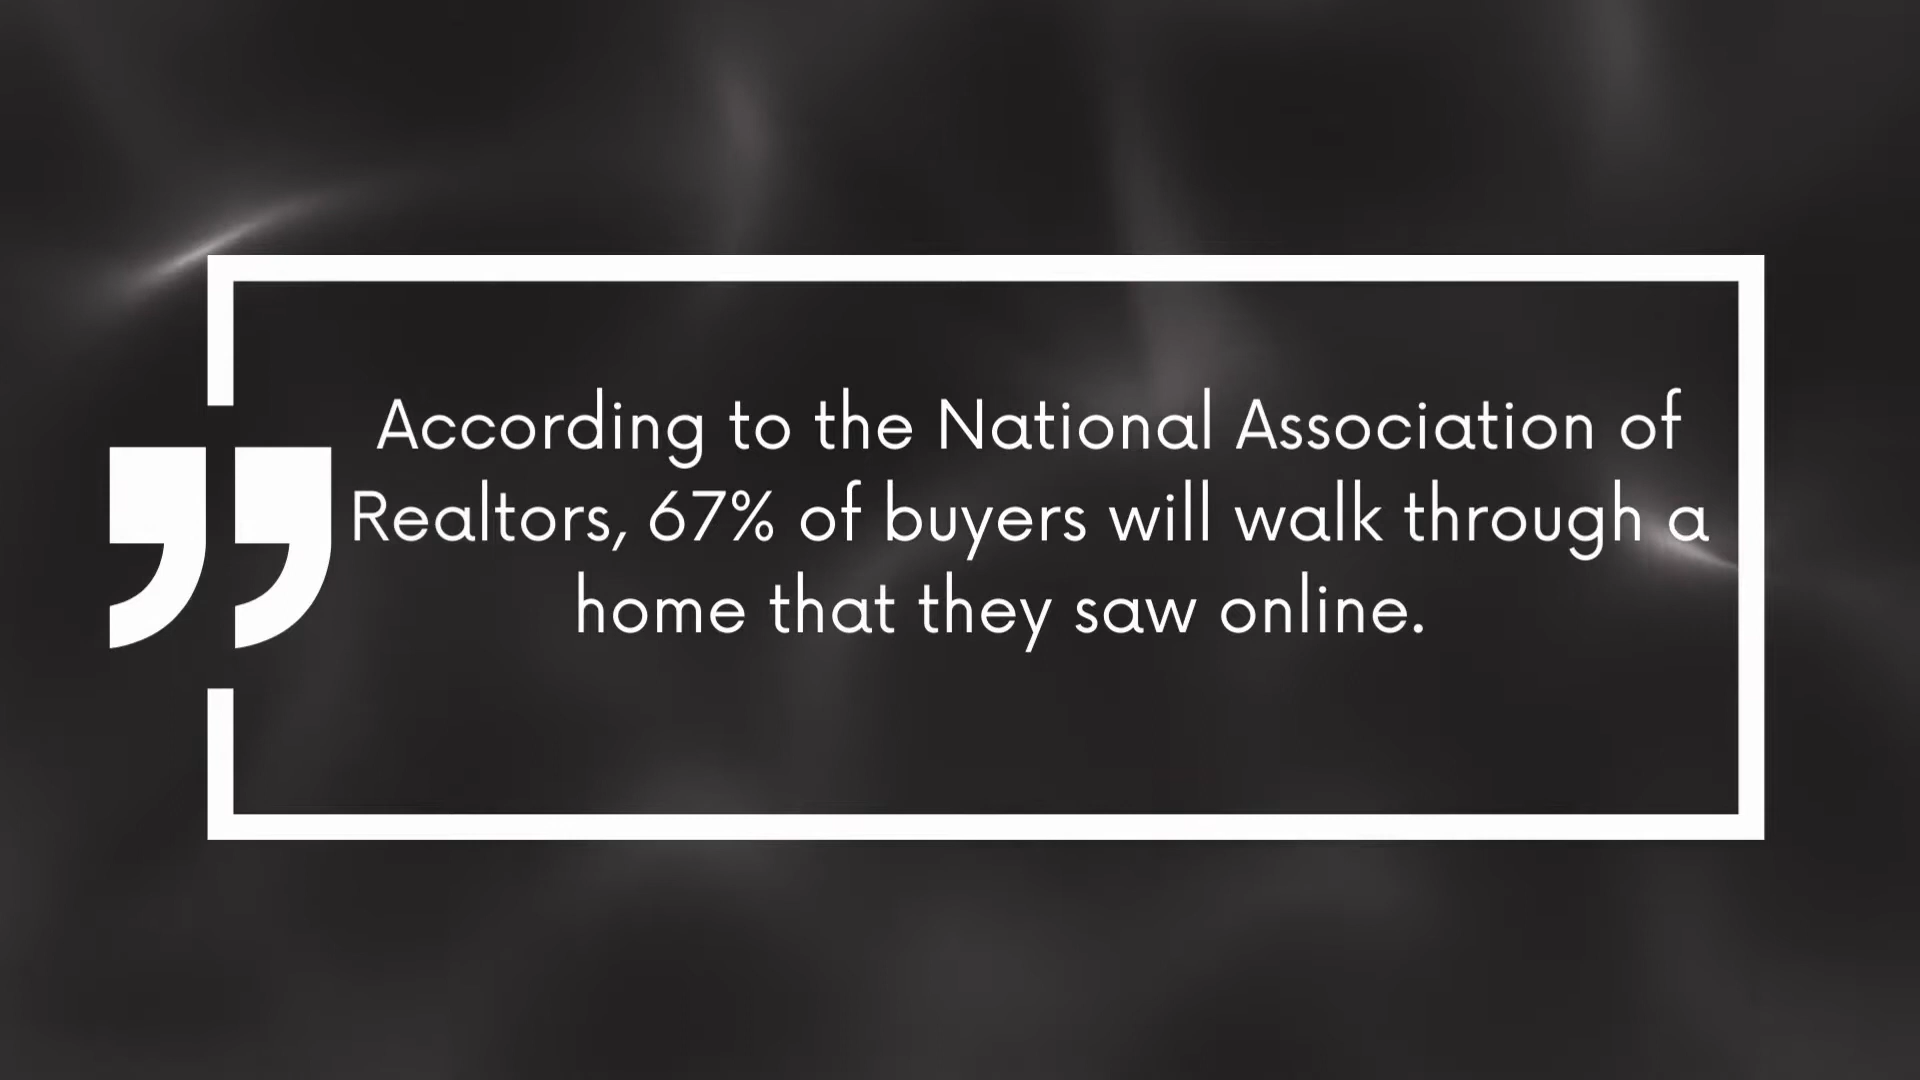 According to the National Association of
Realtors, 67% of buyers will walk through a
home that they saw online.